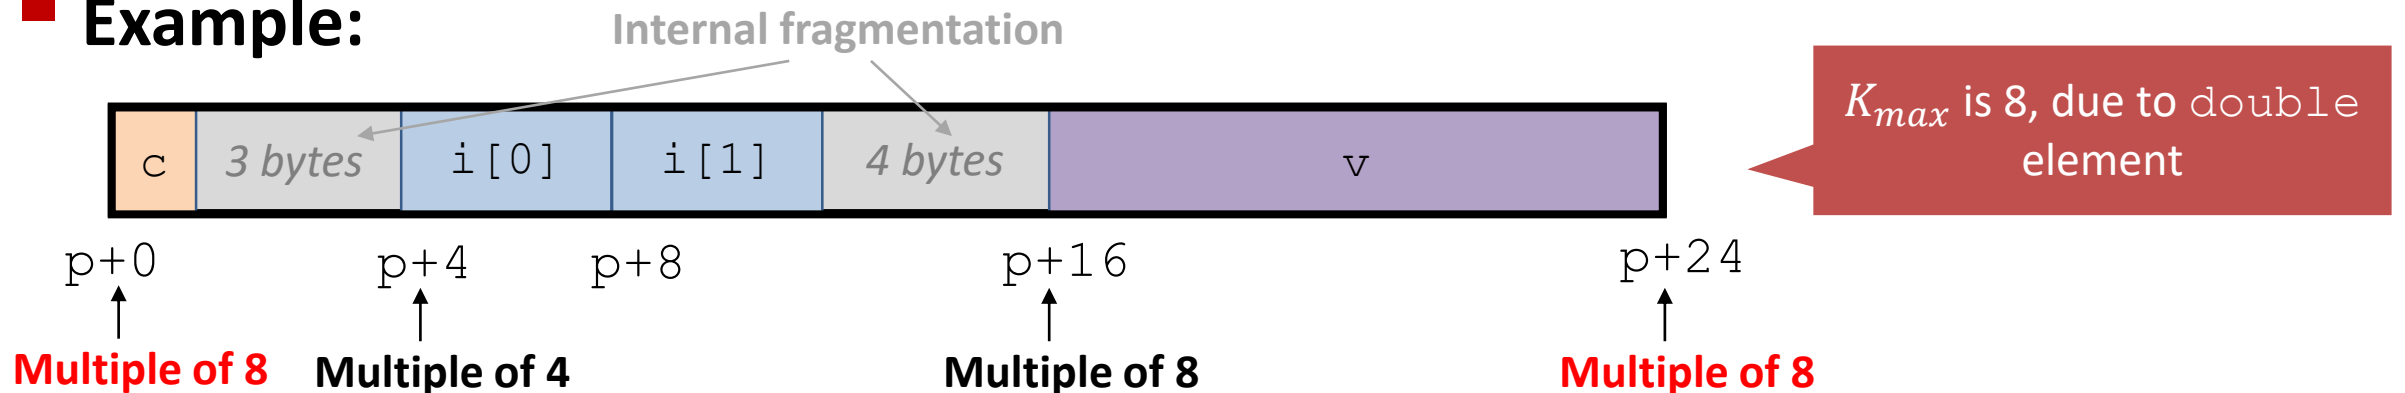 Example:
Internal fragmentation
c 3 bytes i[0] i[1] 4 bytes v
K_max is 8, due to double
element
p+0 p+4 p+8 p+16 p+24
Multiple of 8 Multiple of 4 Multiple of 8 Multiple of 8